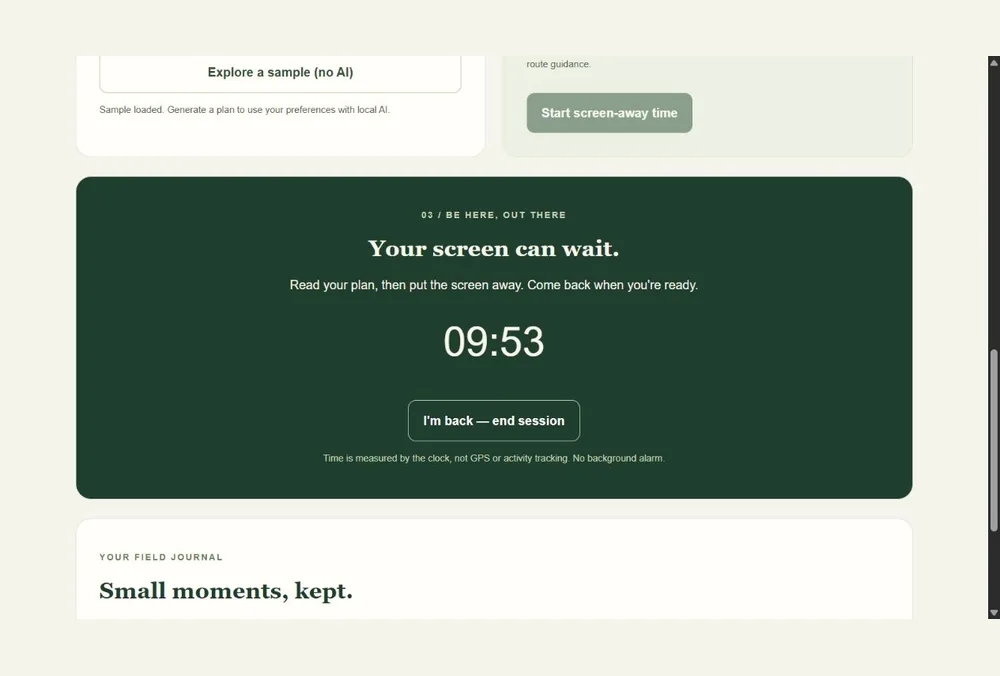 Explore a sample (no AI)
Sample loaded. Generate a plan to use your preferences with local AI.
route guidance.
Start screen-away time
03 / BE HERE, OUT THERE
Your screen can wait.
Read your plan, then put the screen away. Come back when you're ready.
09:53
I'm back — end session
Time is measured by the clock, not GPS or activity tracking. No background alarm.
YOUR FIELD JOURNAL
Small moments, kept.